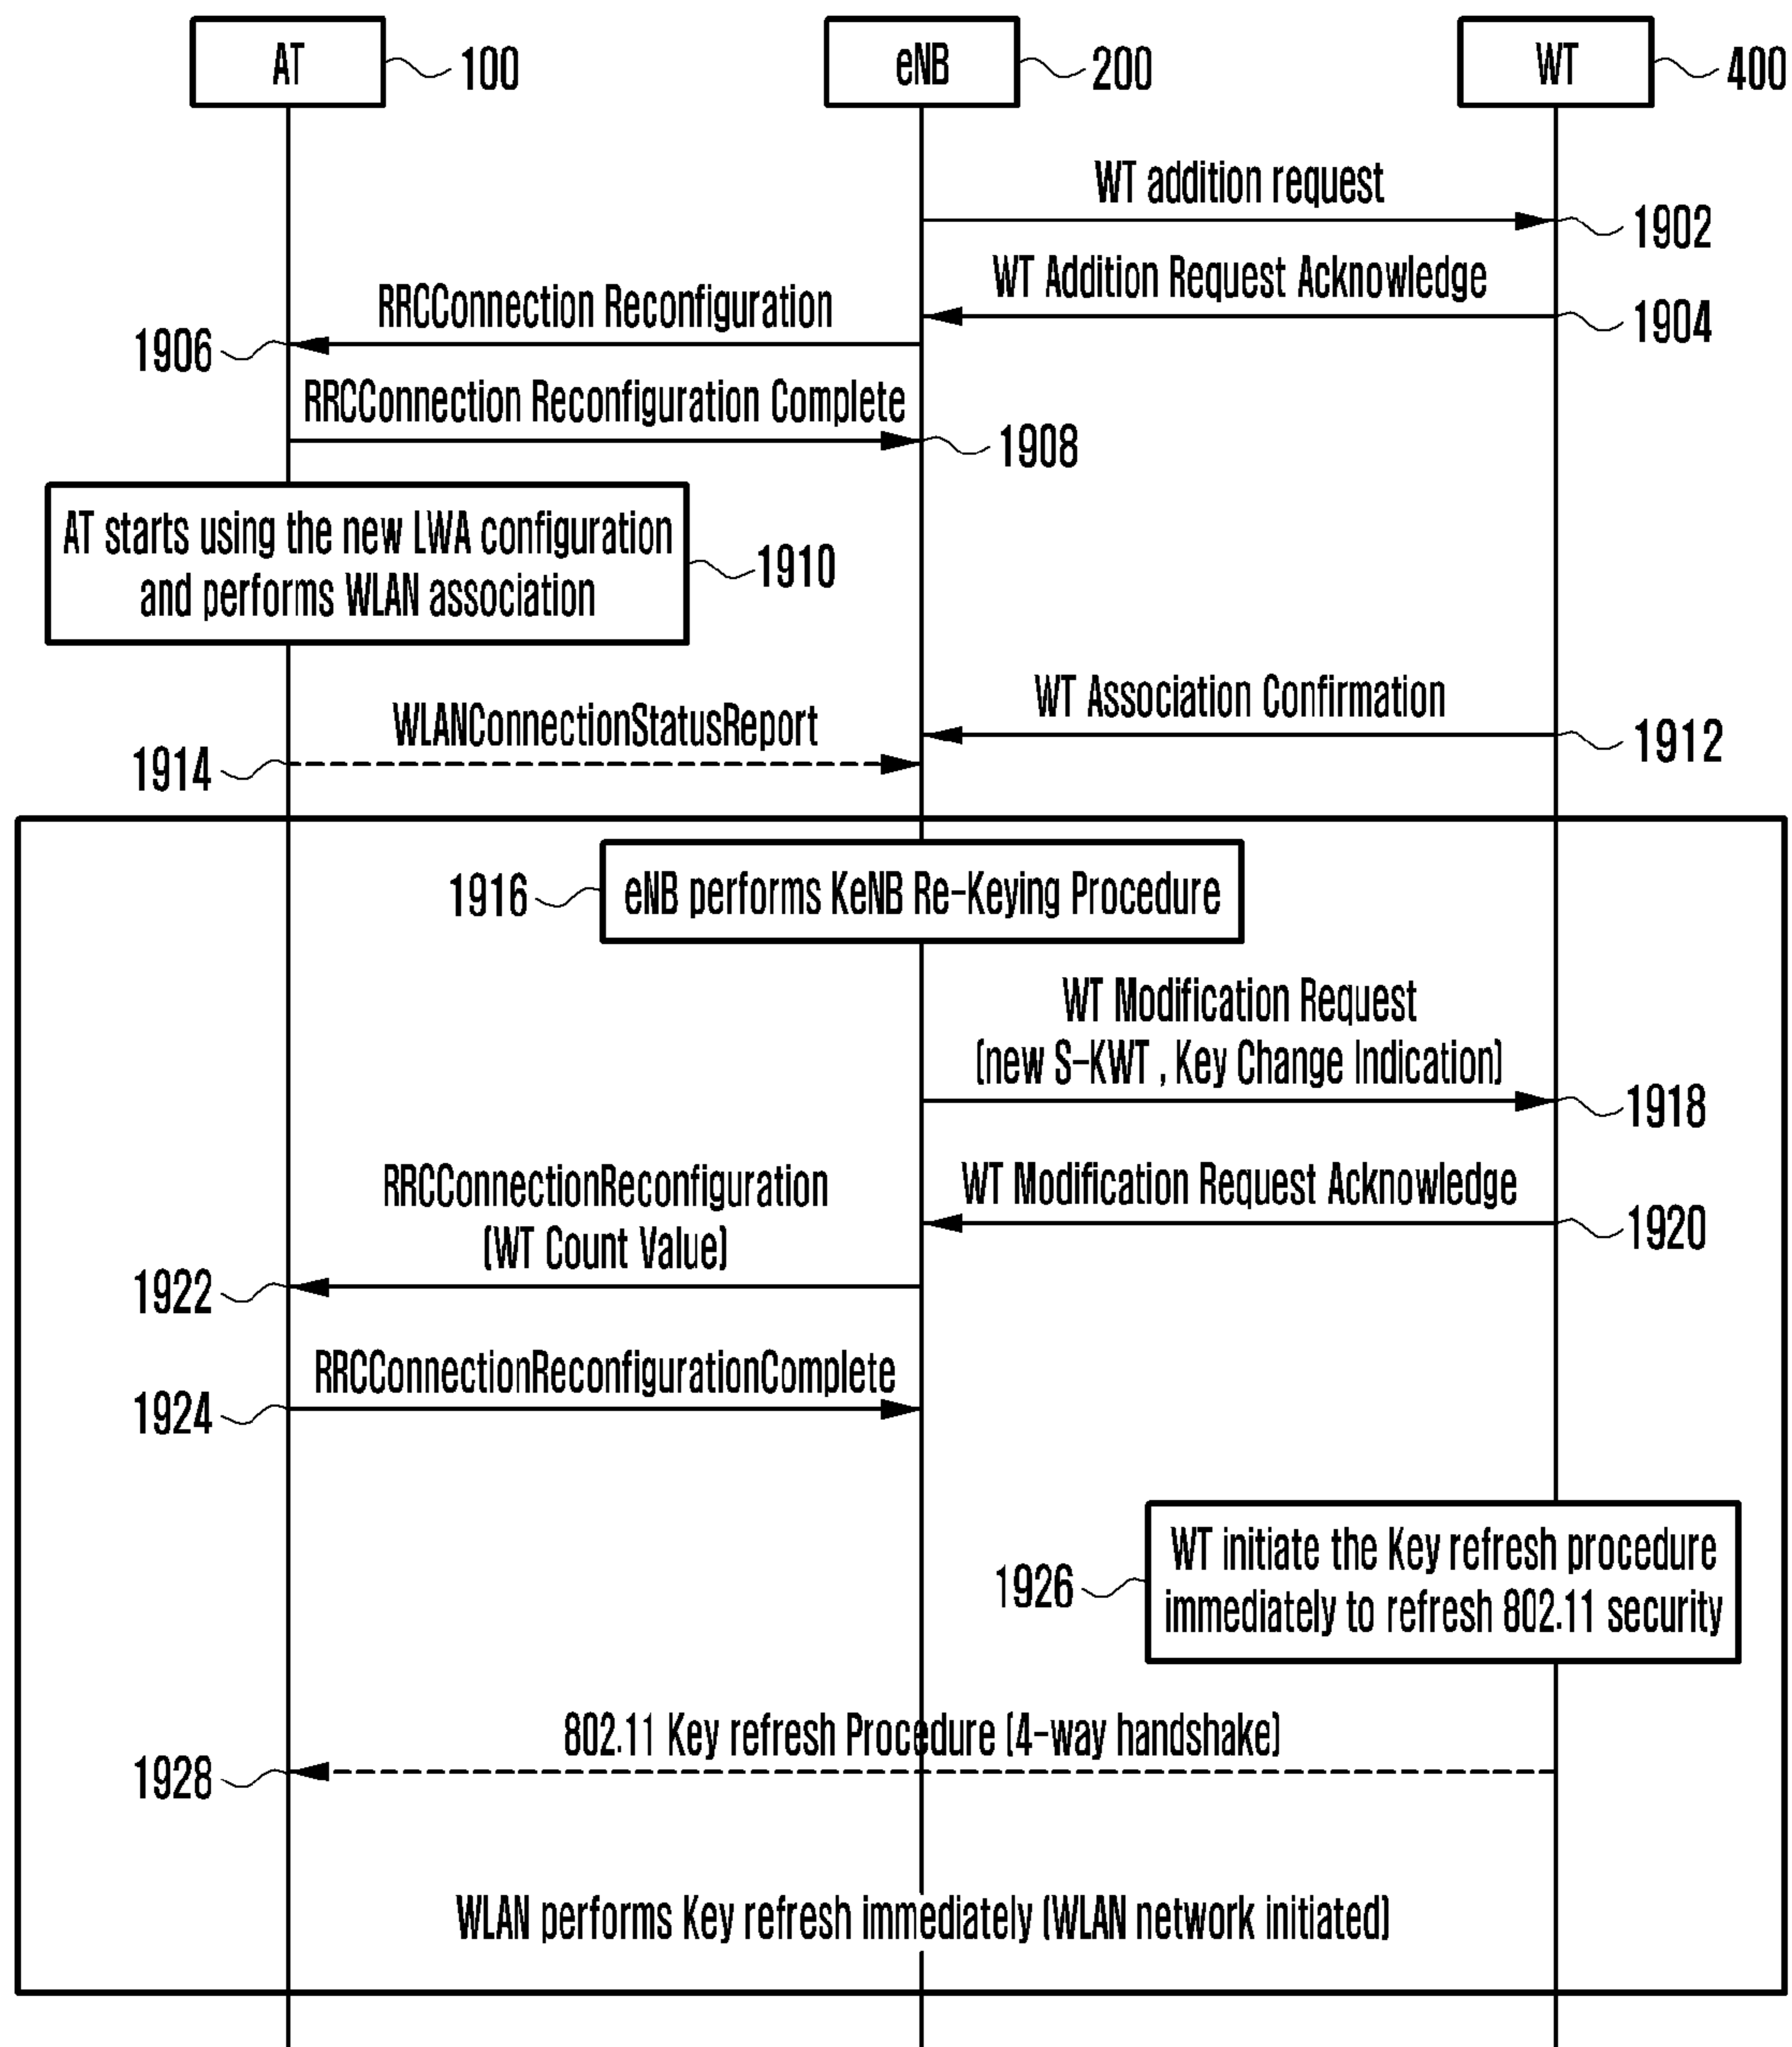 AT
100
eNB
200
WT
400
WT addition request
1902
WT Addition Request Acknowledge
1904
RRCConnection Reconfiguration
1906
RRCConnection Reconfiguration Complete
1908
AT starts using the new LWA configuration
and performs WLAN association
1910
WT Association Confirmation
1912
WLANConnectionStatusReport
1914
1916
eNB performs KeNB Re-Keying Procedure
WT Modification Request
(new S-KWT , Key Change Indication)
1918
WT Modification Request Acknowledge
1920
RRCConnectionReconfiguration
(WT Count Value)
1922
RRCConnectionReconfigurationComplete
1924
WT initiate the Key refresh procedure
immediately to refresh 802.11 security
1926
802.11 Key refresh Procedure (4-way handshake)
1928
WLAN performs Key refresh immediately (WLAN network initiated)